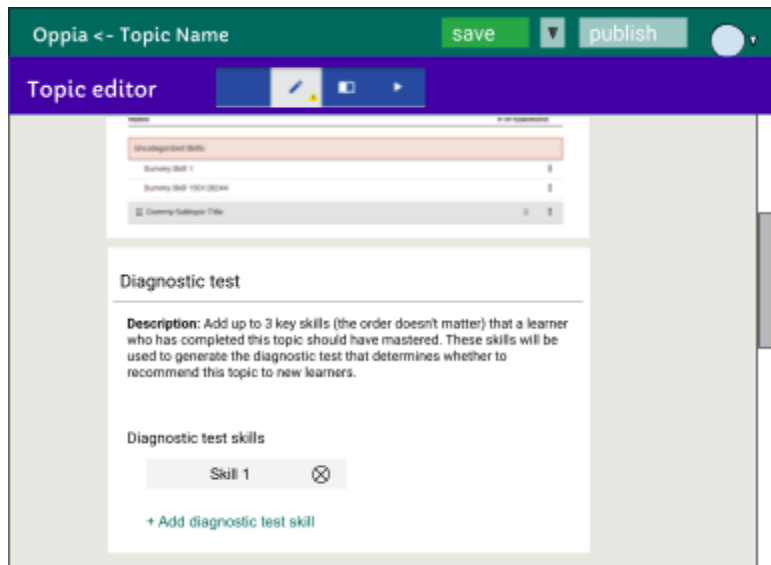 Oppia <- Topic Name
save
▼
publish
Topic editor
Name
# of questions
Uncategorized Skills
Dummy Skill 1
Dummy Subtopic Title
Diagnostic test
Description: Add up to 3 key skills (the order doesn't matter) that a learner
who has completed this topic should have mastered. These skills will be
used to generate the diagnostic test that determines whether to
recommend this topic to new learners.
Diagnostic test skills
Skill 1
+ Add diagnostic test skill